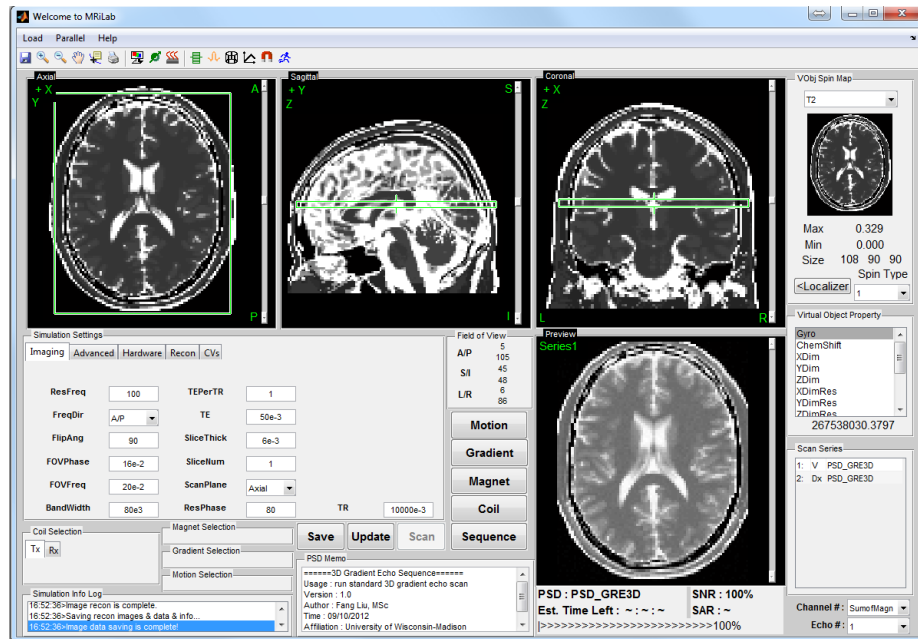 Welcome to MRiLab
Load Parallel Help
Axial
+ X
Y
A
P
Sagittal
+ Y
Z
S
I
Coronal
+ X
Z
L
R
VObj Spin Map
T2
Max 0.329
Min 0.000
Size 108 90 90
Spin Type
<Localizer
1
Virtual Object Property
Gyro
ChemShift
XDim
YDim
ZDim
XDimRes
YDimRes
ZDimRes
267538030.3797
Simulation Settings
Imaging Advanced Hardware Recon CVs
ResFreq 100 TEPerTR 1
FreqDir A/P TE 50e-3
FlipAng 90 SliceThick 6e-3
FOVPhase 16e-2 SliceNum 1
FOVFreq 20e-2 ScanPlane Axial
BandWidth 80e3 ResPhase 80 TR 10000e-3
Field of View
A/P 5
105
S/I 45
48
L/R 6
86
Motion
Gradient
Magnet
Coil
Sequence
Preview
Series1
Scan Series
1: V PSD_GRE3D
2: Dx PSD_GRE3D
Coil Selection
Tx Rx
Magnet Selection
Gradient Selection
Motion Selection
Save Update Scan
PSD Memo
======3D Gradient Echo Sequence======
Usage : run standard 3D gradient echo scan
Version : 1.0
Author : Fang Liu, MSc
Time : 09/10/2012
Affiliation : University of Wisconsin-Madison
Simulation Info Log
16:52:36>Image recon is complete.
16:52:36>Saving recon images & data & info...
16:52:36>Image data saving is complete!
PSD : PSD_GRE3D SNR : 100%
Est. Time Left : ~ : ~ : ~ SAR : ~
|>>>>>>>>>>>>>>>>>>>>>>>>>>100%
Channel # : SumofMagn
Echo # : 1